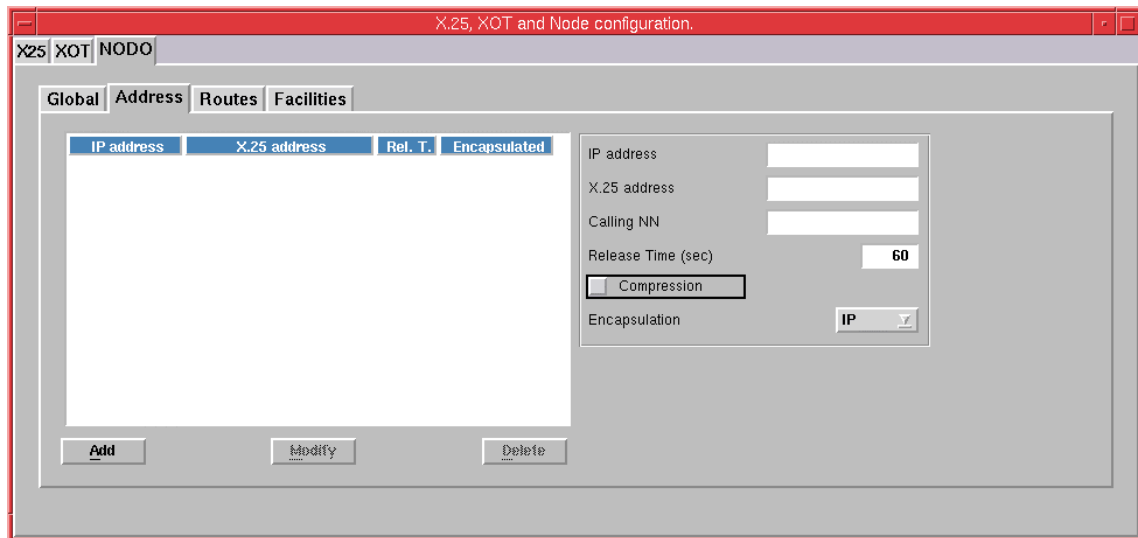 X.25, XOT and Node configuration.
X25 XOT NODO
Global Address Routes Facilities
IP address X.25 address Rel. T. Encapsulated
IP address
X.25 address
Calling NN
Release Time (sec) 60
Compression
Encapsulation IP
Add Modify Delete